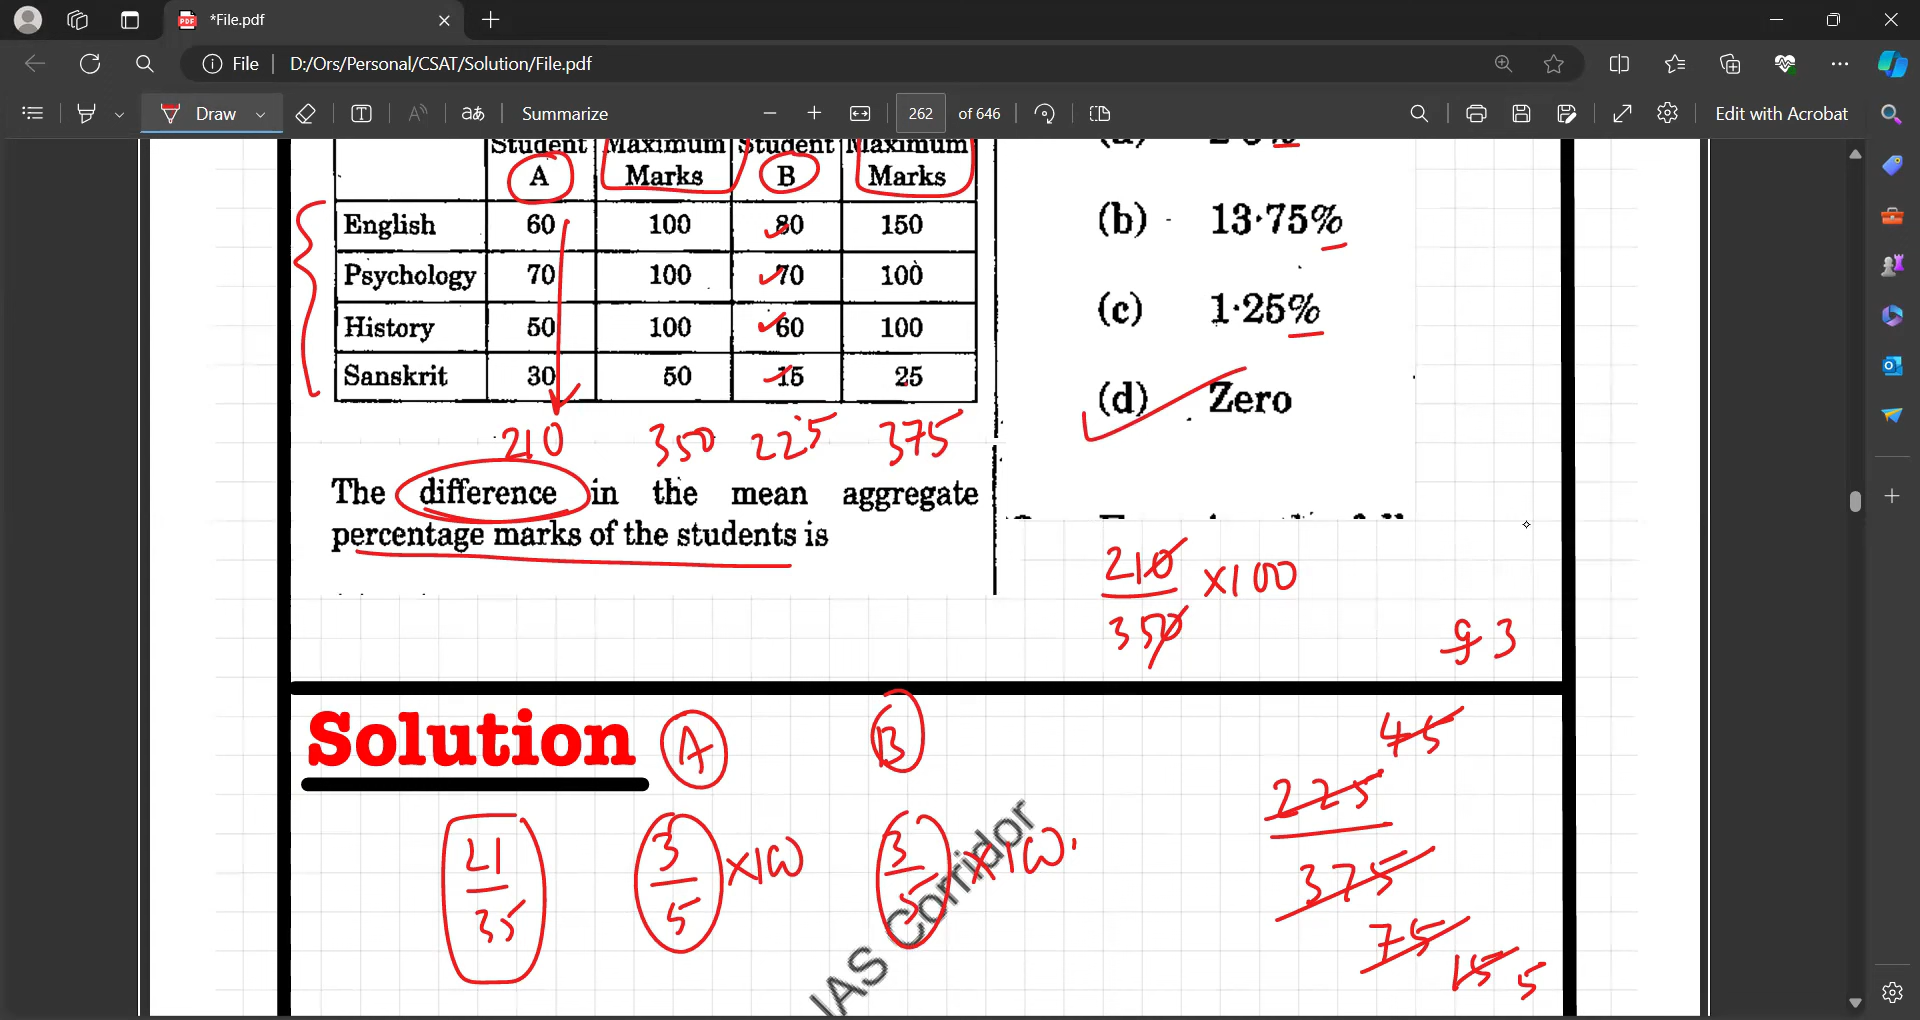 *File.pdf
File
D:/Ors/Personal/CSAT/Solution/File.pdf
Draw
aあ
Summarize
262 of 646
Edit with Acrobat
Student Maximum Student Maximum
A Marks B Marks
English 60 100 80 150
Psychology 70 100 70 100
History 50 100 60 100
Sanskrit 30 50 15 25
210 350 225 375
The difference in the mean aggregate
percentage marks of the students is
(b) 13·75%
(c) 1·25%
(d) Zero
210
350
×100
9 3
Solution
A
B
45
225
375
75
15 5
21
35
3
5
×100
3
5
×100
IAS Corridor